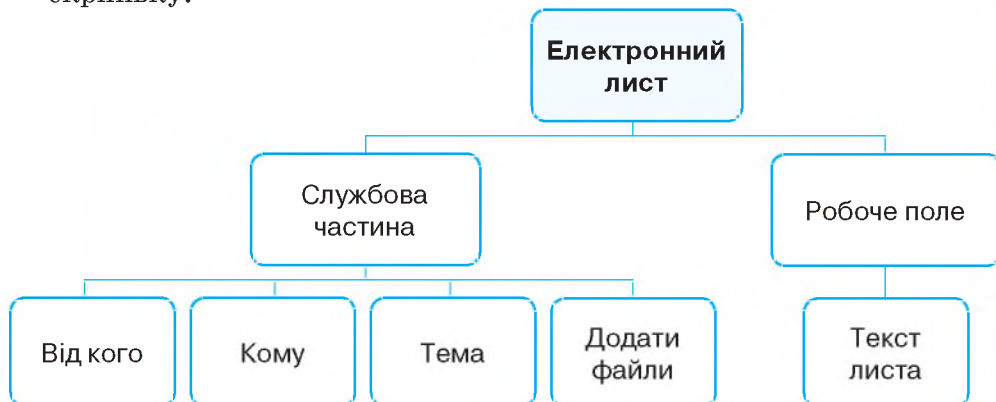 Електронний
лист
Службова
частина
Робоче поле
Від кого
Кому
Тема
Додати
файли
Текст
листа